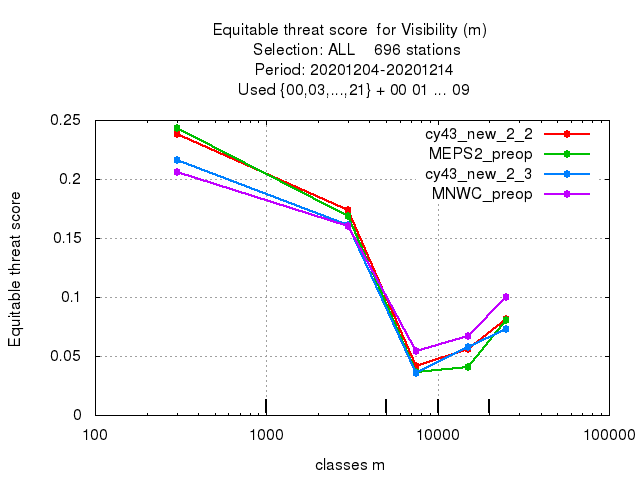 Equitable threat score  for Visibility (m)
Selection: ALL    696 stations
Period: 20201204-20201214
Used {00,03,...,21} + 00 01 ... 09
cy43_new_2_2
MEPS2_preop
cy43_new_2_3
MNWC_preop
Equitable threat score
0.25
0.2
0.15
0.1
0.05
0
100
1000
10000
100000
classes m